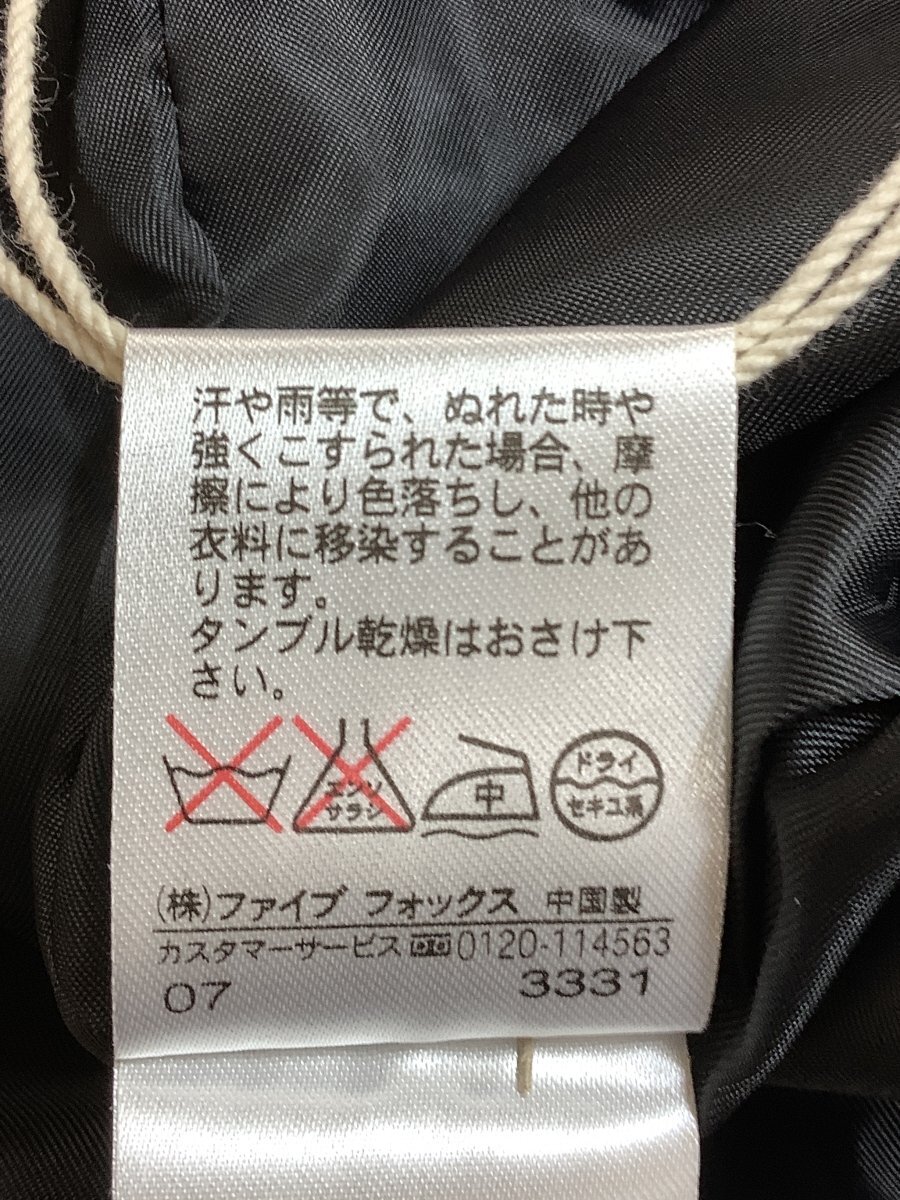 汗や雨等で、ぬれた時や
強くこすられた場合、摩
擦により色落ちし、他の
衣料に移染することがあ
ります。
タンブル乾燥はおさけ下
さい。
エンソ
サラシ
中
ドライ
セキユ系
(株)ファイブ フォックス 中国製
カスタマーサービス 0120-114563
07 3331